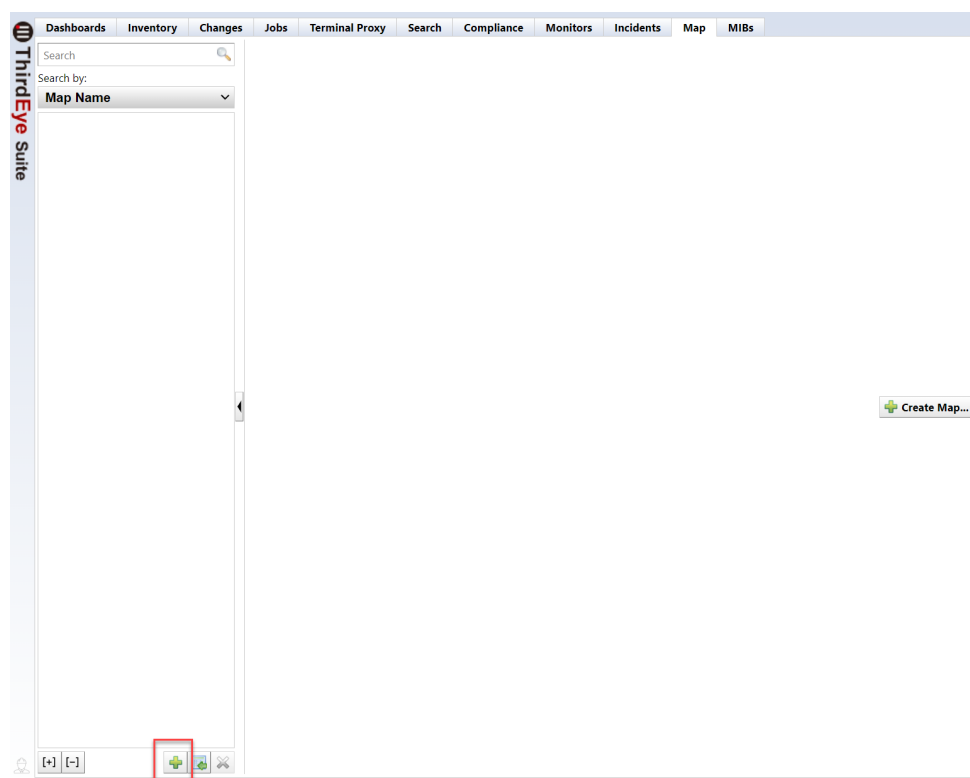 ThirdEye Suite
Dashboards Inventory Changes Jobs Terminal Proxy Search Compliance Monitors Incidents Map MIBs
Search
Search by:
Map Name
Create Map...
[+] [-]